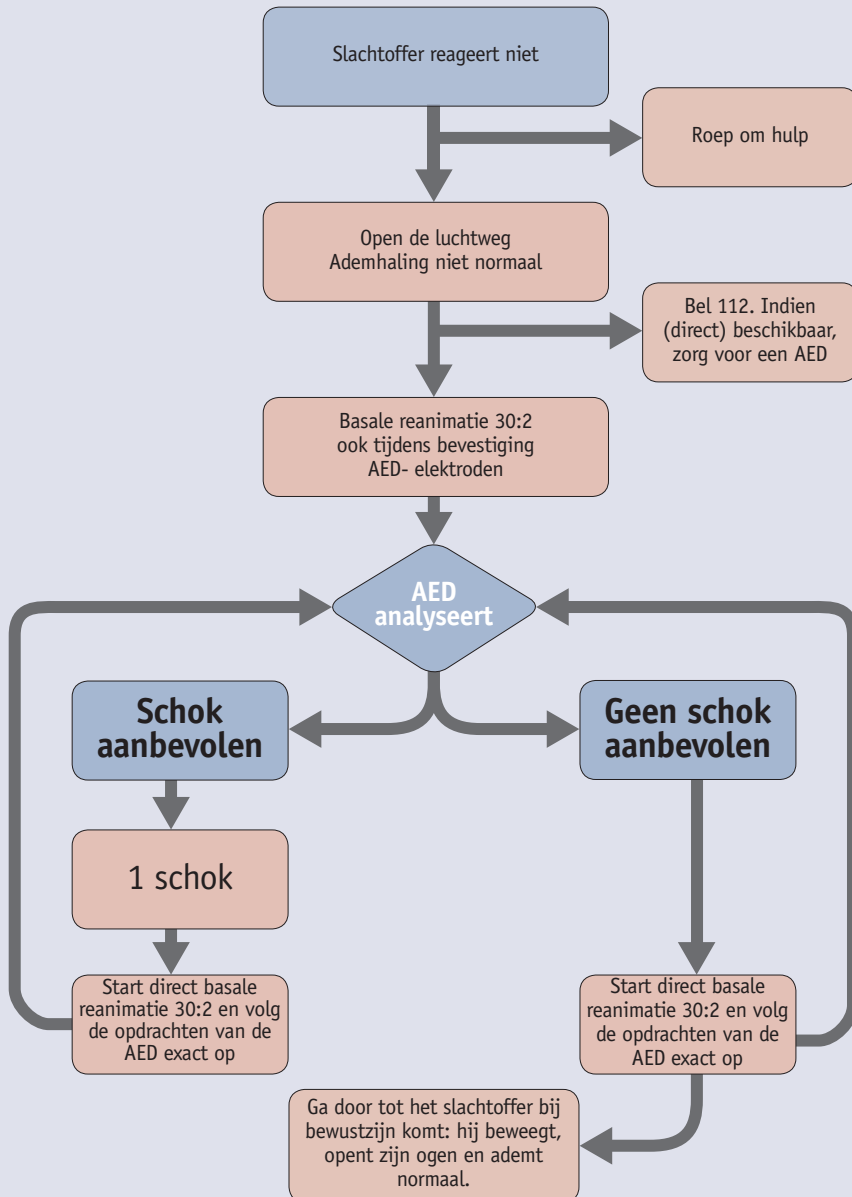 Slachtoffer reageert niet
Roep om hulp
Open de luchtweg
Ademhaling niet normaal
Bel 112. Indien
(direct) beschikbaar,
zorg voor een AED
Basale reanimatie 30:2
ook tijdens bevestiging
AED- elektroden
AED
analyseert
Schok
aanbevolen
Geen schok
aanbevolen
1 schok
Start direct basale
reanimatie 30:2 en volg
de opdrachten van de
AED exact op
Start direct basale
reanimatie 30:2 en volg
de opdrachten van de
AED exact op
Ga door tot het slachtoffer bij
bewustzijn komt: hij beweegt,
opent zijn ogen en ademt
normaal.